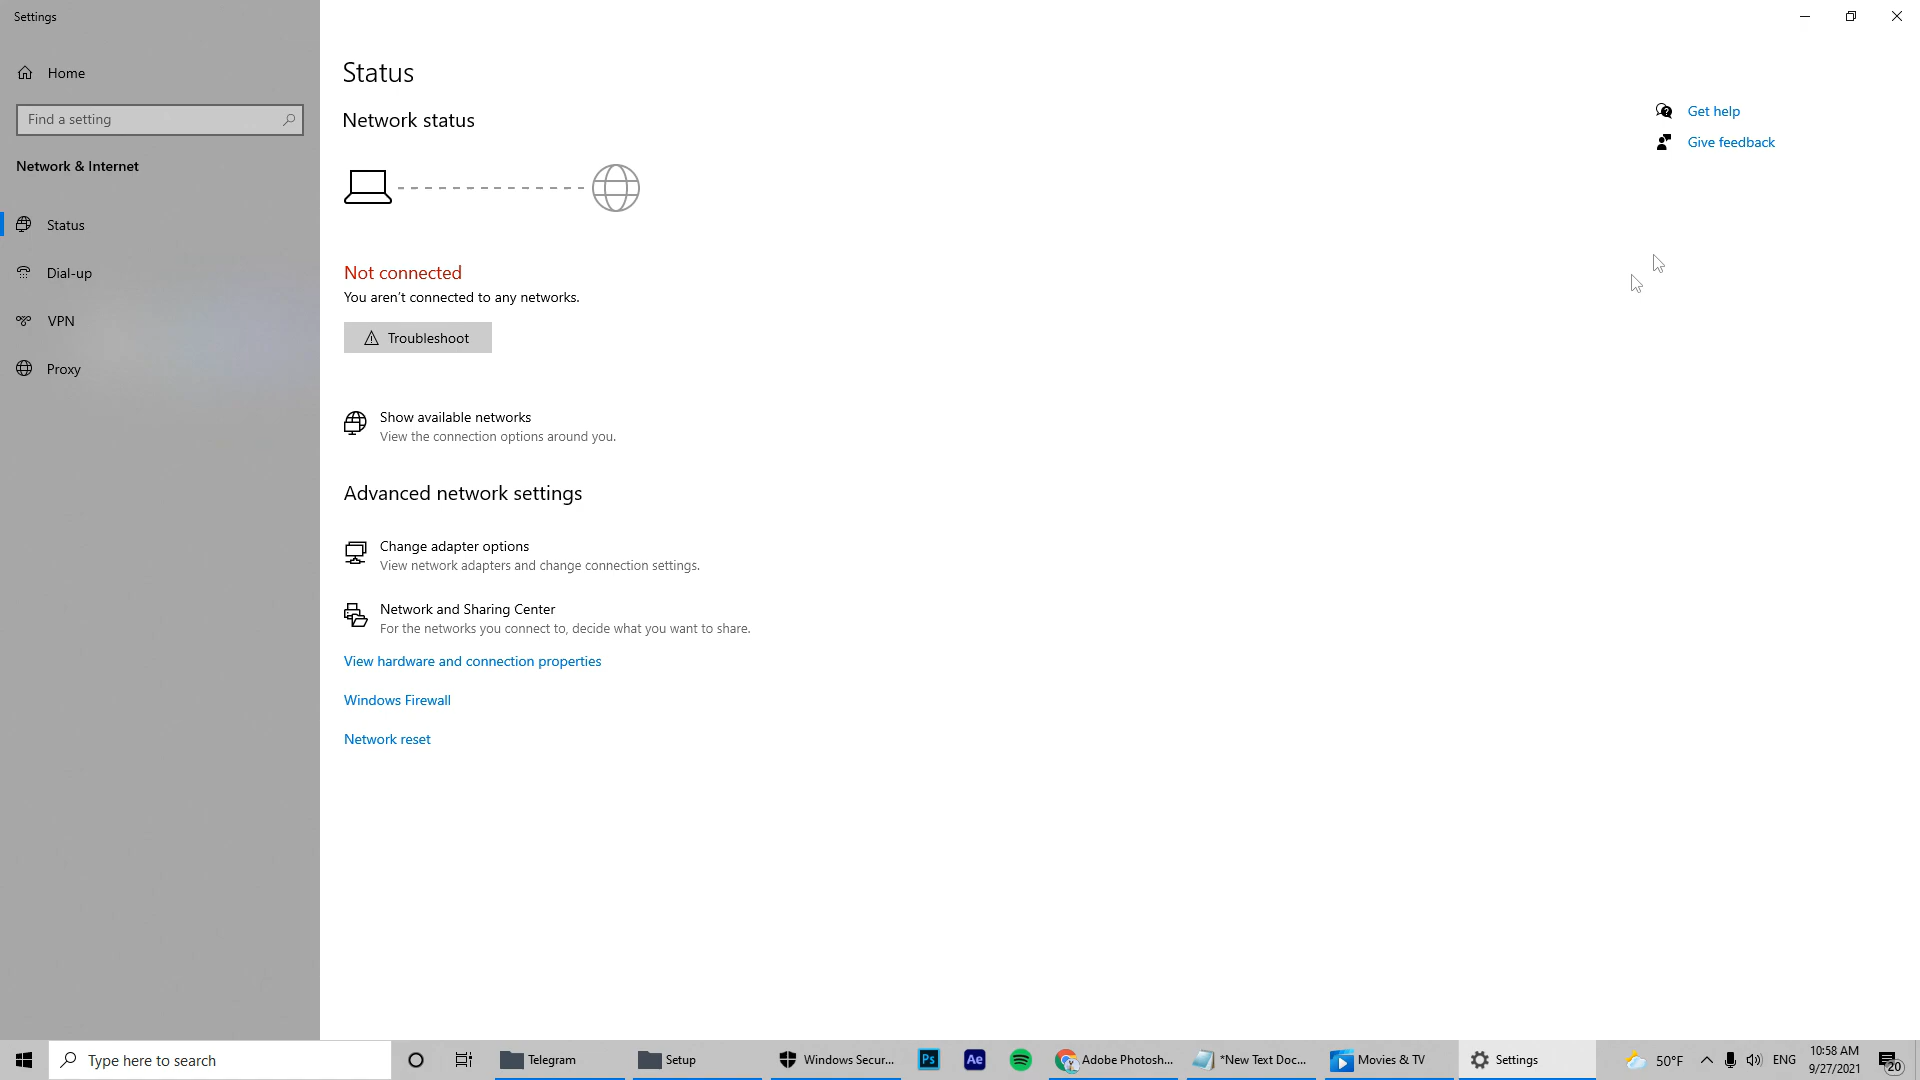 Settings
Home
Find a setting
Network & Internet
Status
Dial-up
VPN
Proxy
Status
Network status
Not connected
You aren't connected to any networks.
Troubleshoot
Show available networks
View the connection options around you.
Advanced network settings
Change adapter options
View network adapters and change connection settings.
Network and Sharing Center
For the networks you connect to, decide what you want to share.
View hardware and connection properties
Windows Firewall
Network reset
Get help
Give feedback
Type here to search
Telegram
Setup
Windows Secur...
Ps
Ae
Adobe Photosh...
*New Text Doc...
Movies & TV
Settings
50°F
ENG
10:58 AM
9/27/2021
20